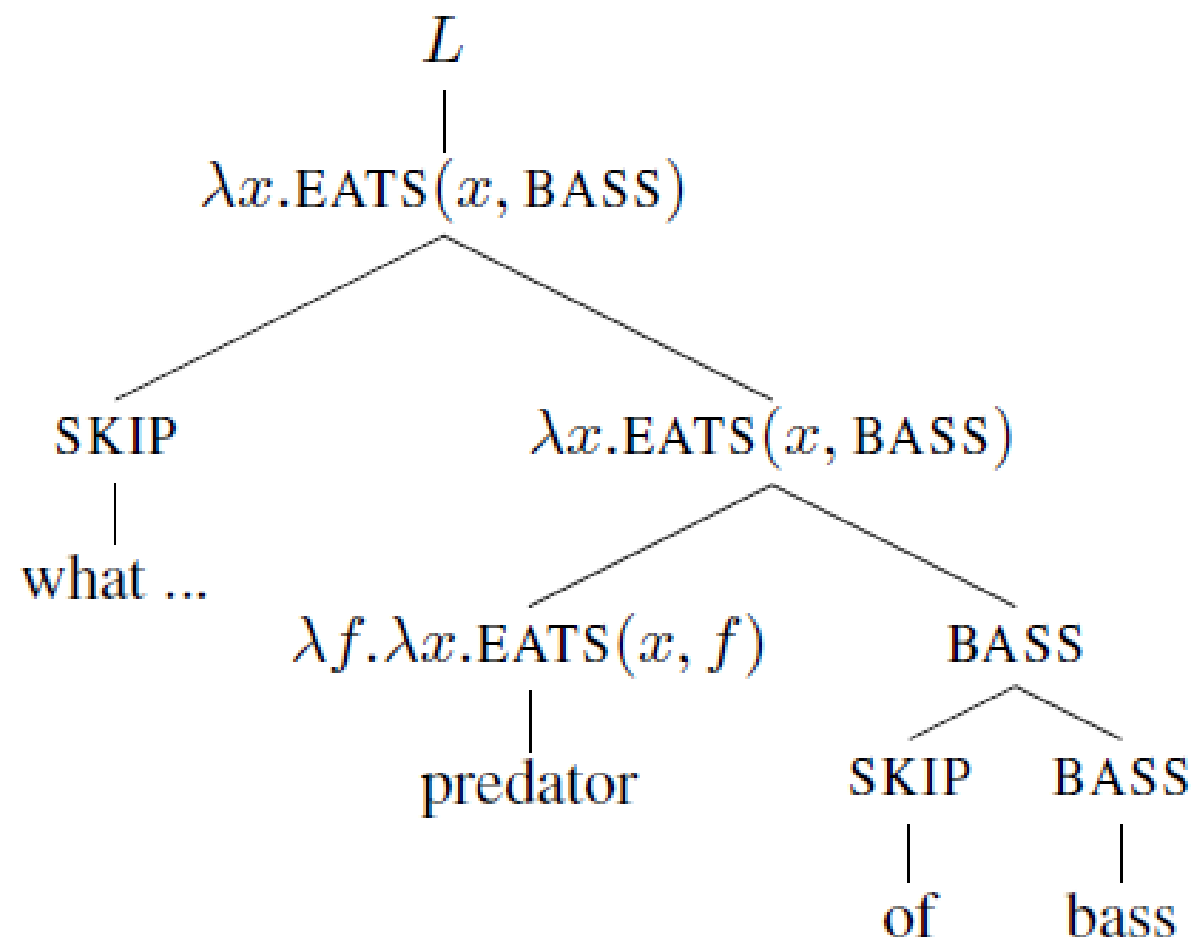 L
λx.EATS(x, BASS)
SKIP λx.EATS(x, BASS)
what ...
λf.λx.EATS(x, f) BASS
predator SKIP BASS
of bass